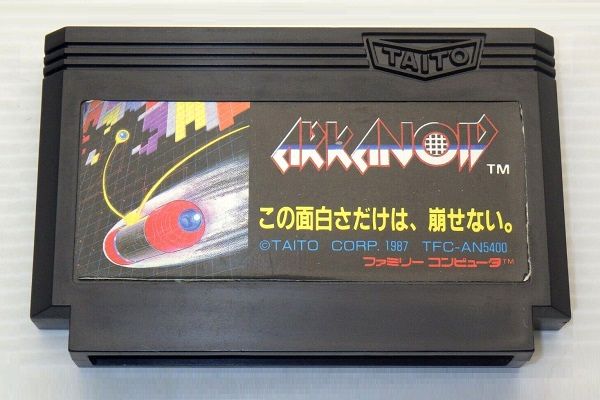 TAITO
ARKANOID
TM
この面白さだけは、崩せない。
©TAITO CORP. 1987 TFC-AN5400
ファミリー コンピュータ™